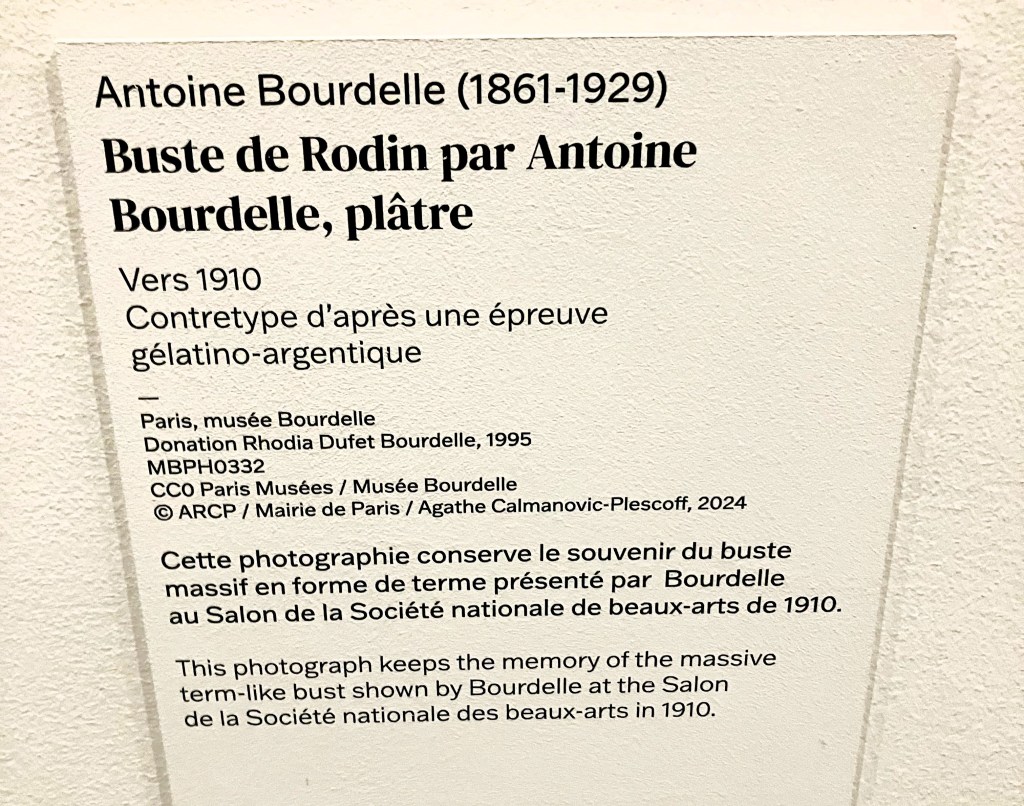 Antoine Bourdelle (1861-1929)
Buste de Rodin par Antoine
Bourdelle, plâtre
Vers 1910
Contretype d'après une épreuve
gélatino-argentique
—
Paris, musée Bourdelle
Donation Rhodia Dufet Bourdelle, 1995
MBPH0332
CC0 Paris Musées / Musée Bourdelle
© ARCP / Mairie de Paris / Agathe Calmanovic-Plescoff, 2024
Cette photographie conserve le souvenir du buste
massif en forme de terme présenté par Bourdelle
au Salon de la Société nationale de beaux-arts de 1910.
This photograph keeps the memory of the massive
term-like bust shown by Bourdelle at the Salon
de la Société nationale des beaux-arts in 1910.